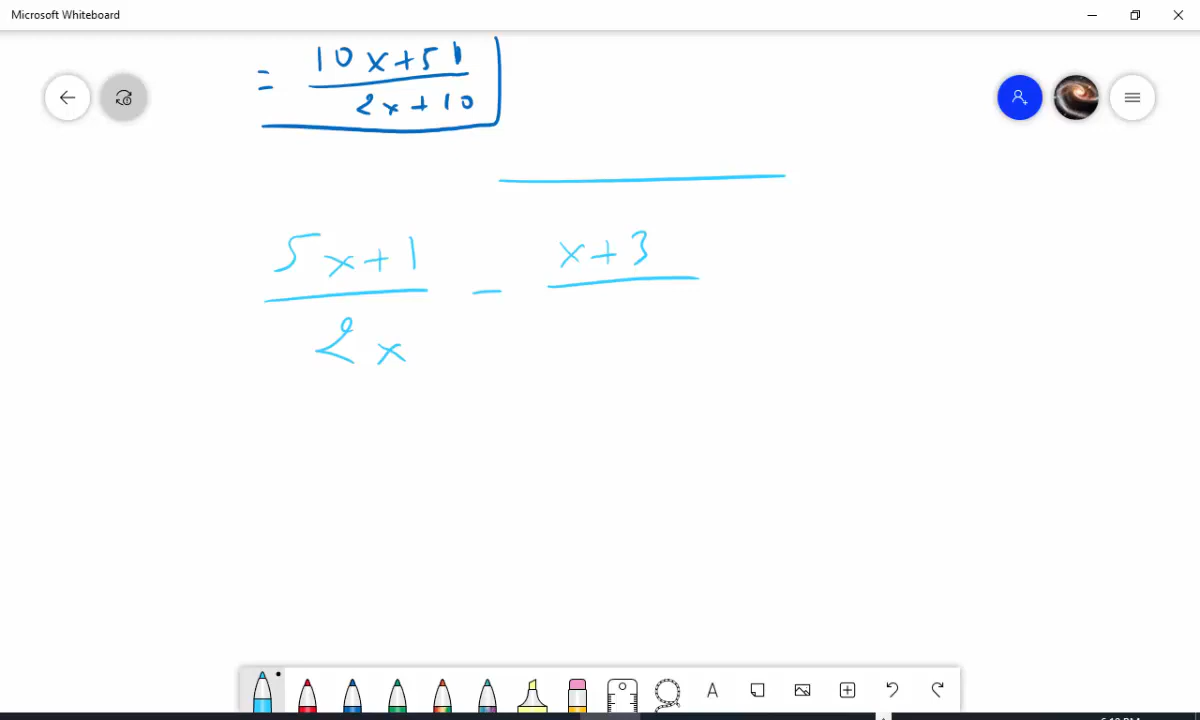 Microsoft Whiteboard
= 10x+51
2x+10
5x+1 - x+3
2x
A